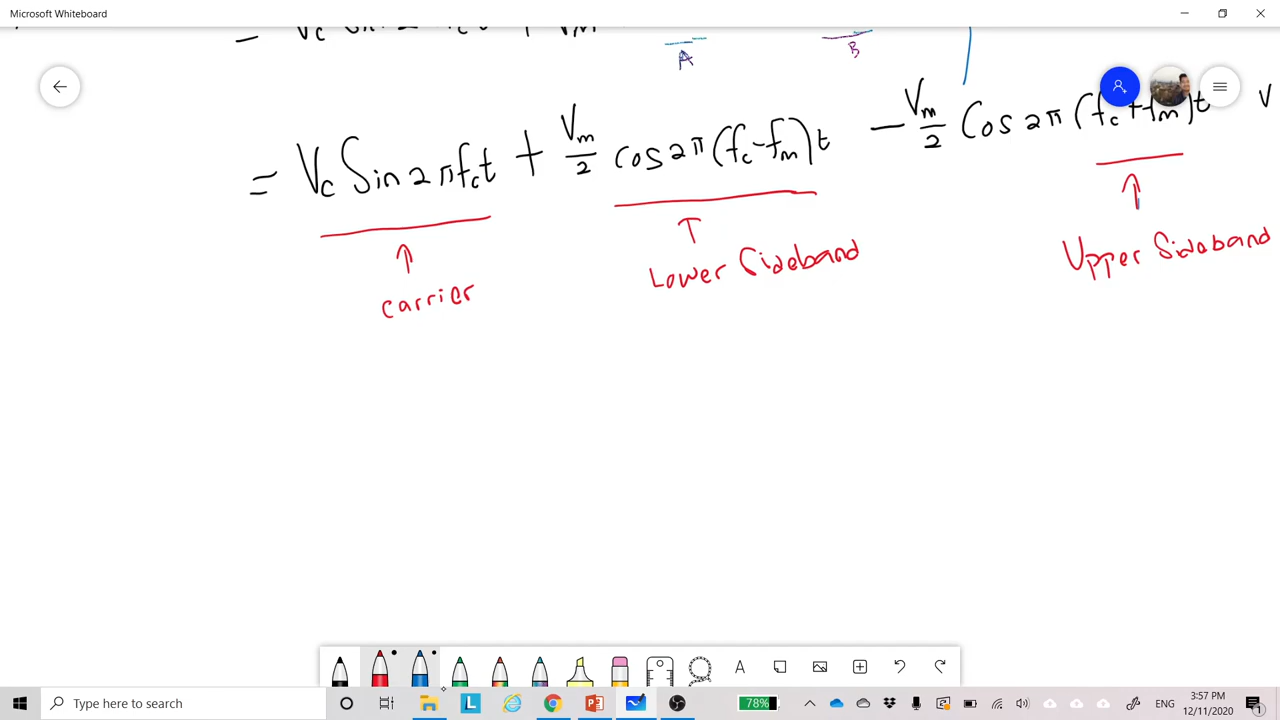 Microsoft Whiteboard
A B
= Vc Sin 2πfct + Vm/2 cos 2π(fc-fm)t - Vm/2 Cos 2π(fc+fm)t V
carrier Lower Sideband Upper Sideband
A
Type here to search L 78% ENG 3:57 PM
12/11/2020 1